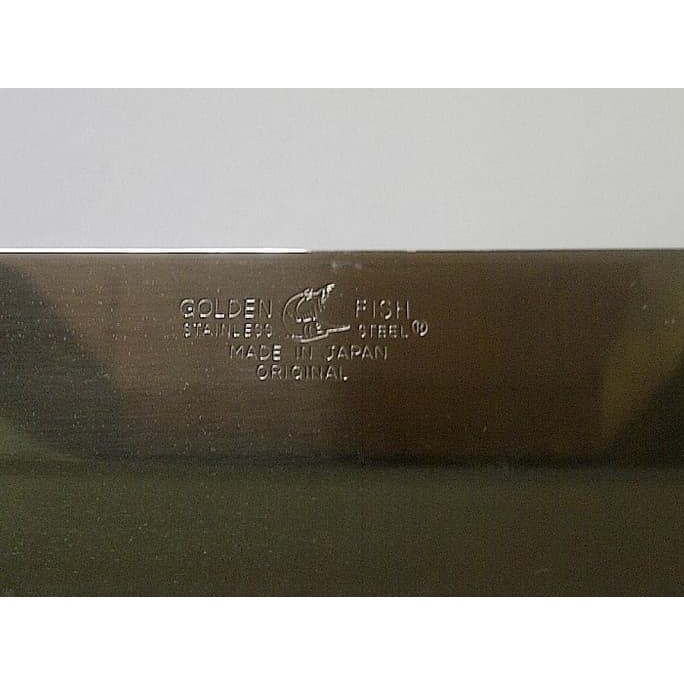 GOLDEN FISH
STAINLESS STEEL®
MADE IN JAPAN
ORIGINAL